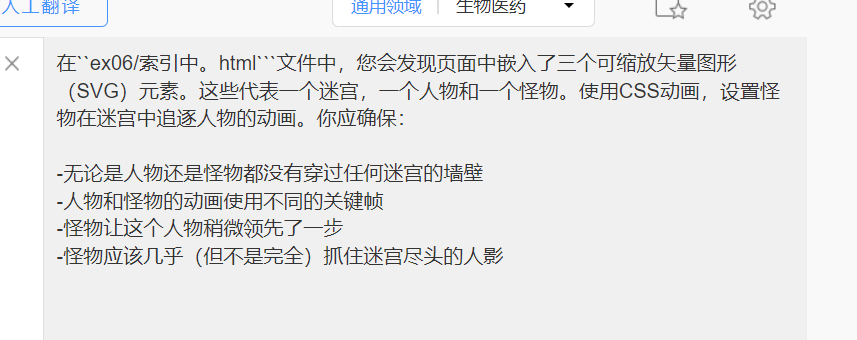 人工翻译
通用领域 生物医药
在``ex06/索引中。html```文件中，您会发现页面中嵌入了三个可缩放矢量图形
（SVG）元素。这些代表一个迷宫，一个人物和一个怪物。使用CSS动画，设置怪
物在迷宫中追逐人物的动画。你应确保：
-无论是人物还是怪物都没有穿过任何迷宫的墙壁
-人物和怪物的动画使用不同的关键帧
-怪物让这个人物稍微领先了一步
-怪物应该几乎（但不是完全）抓住迷宫尽头的人影